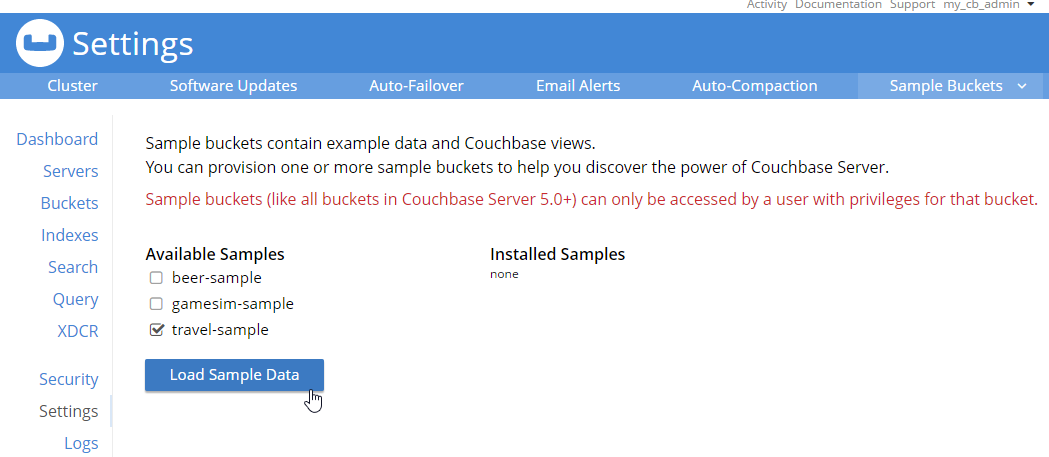 Activity Documentation Support my_cb_admin
Settings
Cluster Software Updates Auto-Failover Email Alerts Auto-Compaction Sample Buckets
Dashboard
Servers
Buckets
Indexes
Search
Query
XDCR
Security
Settings
Logs
Sample buckets contain example data and Couchbase views.
You can provision one or more sample buckets to help you discover the power of Couchbase Server.
Sample buckets (like all buckets in Couchbase Server 5.0+) can only be accessed by a user with privileges for that bucket.
Available Samples
beer-sample
gamesim-sample
travel-sample
Load Sample Data
Installed Samples
none